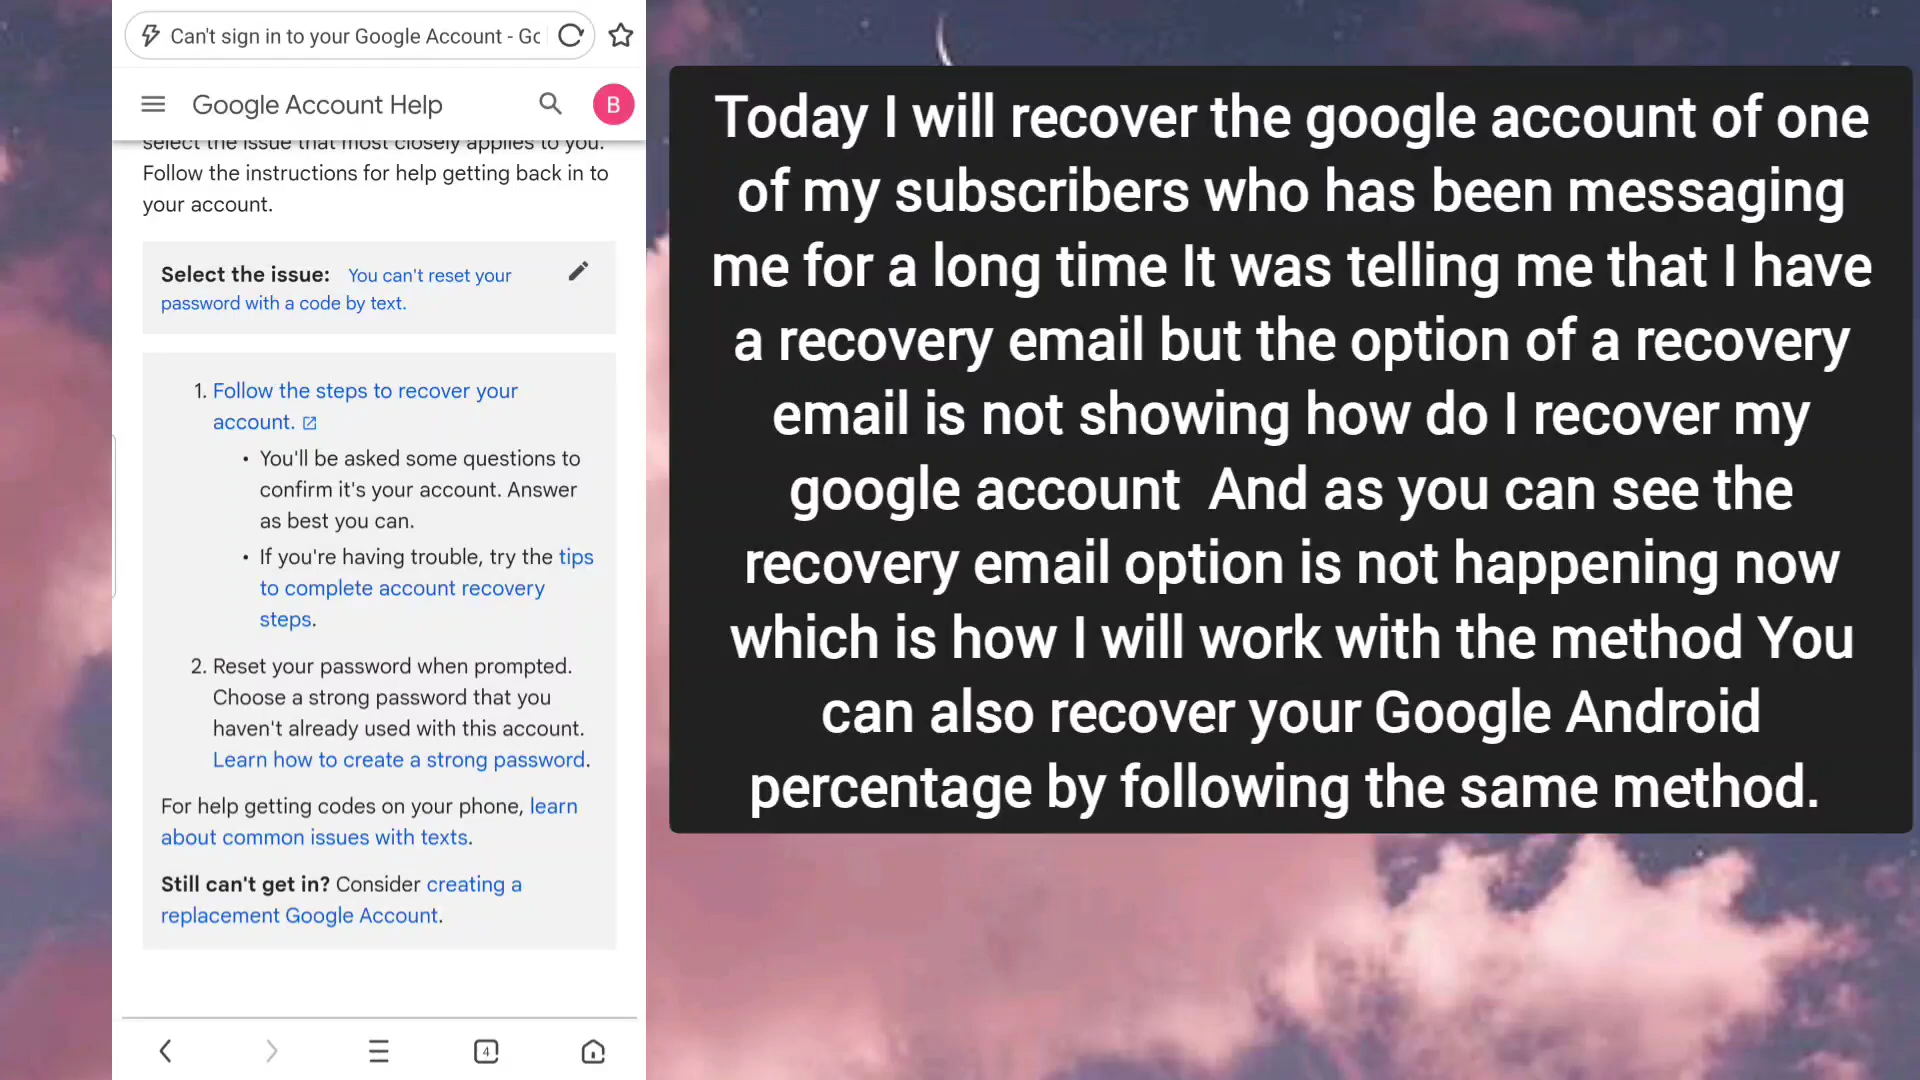 Can't sign in to your Google Account - Gc
Google Account Help
B
select the issue that most closely applies to you.
Follow the instructions for help getting back in to
your account.
Select the issue: You can't reset your
password with a code by text.
1. Follow the steps to recover your
account.
• You'll be asked some questions to
confirm it's your account. Answer
as best you can.
• If you're having trouble, try the tips
to complete account recovery
steps.
2. Reset your password when prompted.
Choose a strong password that you
haven't already used with this account.
Learn how to create a strong password.
For help getting codes on your phone, learn
about common issues with texts.
Still can't get in? Consider creating a
replacement Google Account.
4
Today I will recover the google account of one
of my subscribers who has been messaging
me for a long time It was telling me that I have
a recovery email but the option of a recovery
email is not showing how do I recover my
google account And as you can see the
recovery email option is not happening now
which is how I will work with the method You
can also recover your Google Android
percentage by following the same method.